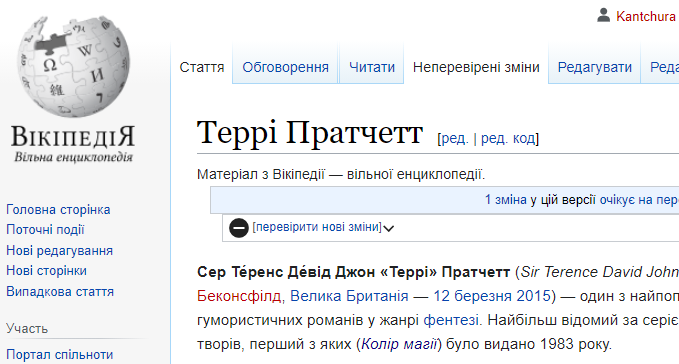 Kantchura
Стаття Обговорення Читати Неперевірені зміни Редагувати
ВікіпедіЯ
Вільна енциклопедія
Террі Пратчетт [ред. | ред. код]
Матеріал з Вікіпедії — вільної енциклопедії.
1 зміна у цій версії очікує на
[перевірити нові зміни]
Головна сторінка
Поточні події
Нові редагування
Нові сторінки
Випадкова стаття
Участь
Портал спільноти
Сер Те́ренс Де́від Джон «Террі» Пратчетт (Sir Terence David John
Беконсфілд, Велика Британія — 12 березня 2015) — один з
гумористичних романів у жанрі фентезі. Найбільш відомий за
творів, перший з яких (Колір магії) було видано 1983 року.